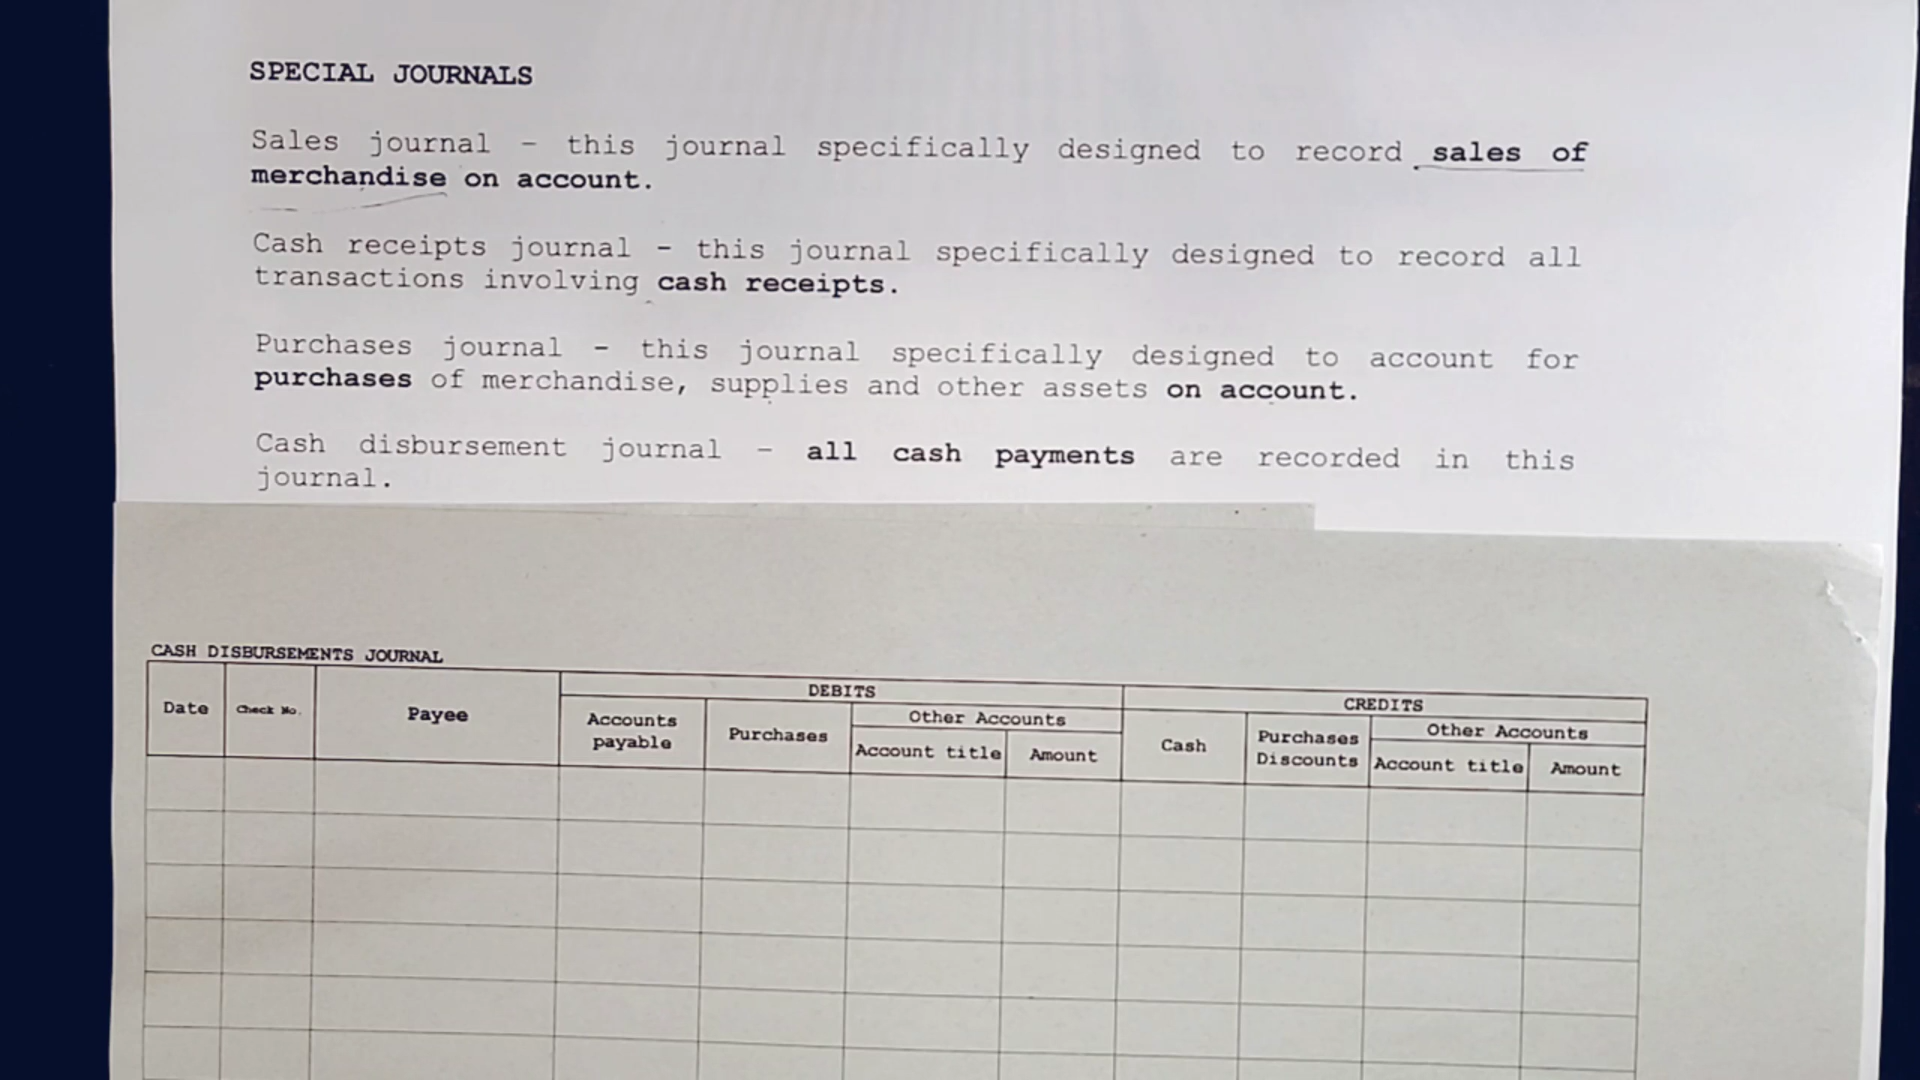 SPECIAL JOURNALS
Sales journal - this journal specifically designed to record sales of
merchandise on account.
Cash receipts journal - this journal specifically designed to record all
transactions involving cash receipts.
Purchases journal - this journal specifically designed to account for
purchases of merchandise, supplies and other assets on account.
Cash disbursement journal - all cash payments are recorded in this
journal.
CASH DISBURSEMENTS JOURNAL
DEBITS CREDITS
Date Check No. Payee Accounts payable Purchases Other Accounts Cash Purchases Discounts Other Accounts
Account title Amount Account title Amount